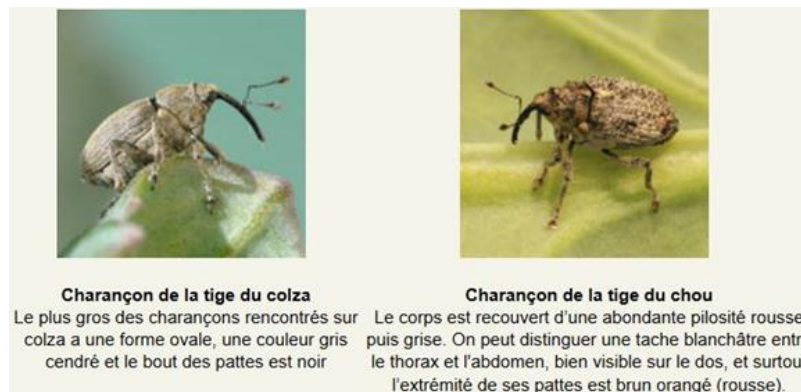 Charançon de la tige du colza
Le plus gros des charançons rencontrés sur
colza a une forme ovale, une couleur gris
cendré et le bout des pattes est noir
Charançon de la tige du chou
Le corps est recouvert d'une abondante pilosité rousse
puis grise. On peut distinguer une tache blanchâtre entr
le thorax et l'abdomen, bien visible sur le dos, et surtou
l'extrémité de ses pattes est brun orangé (rousse).